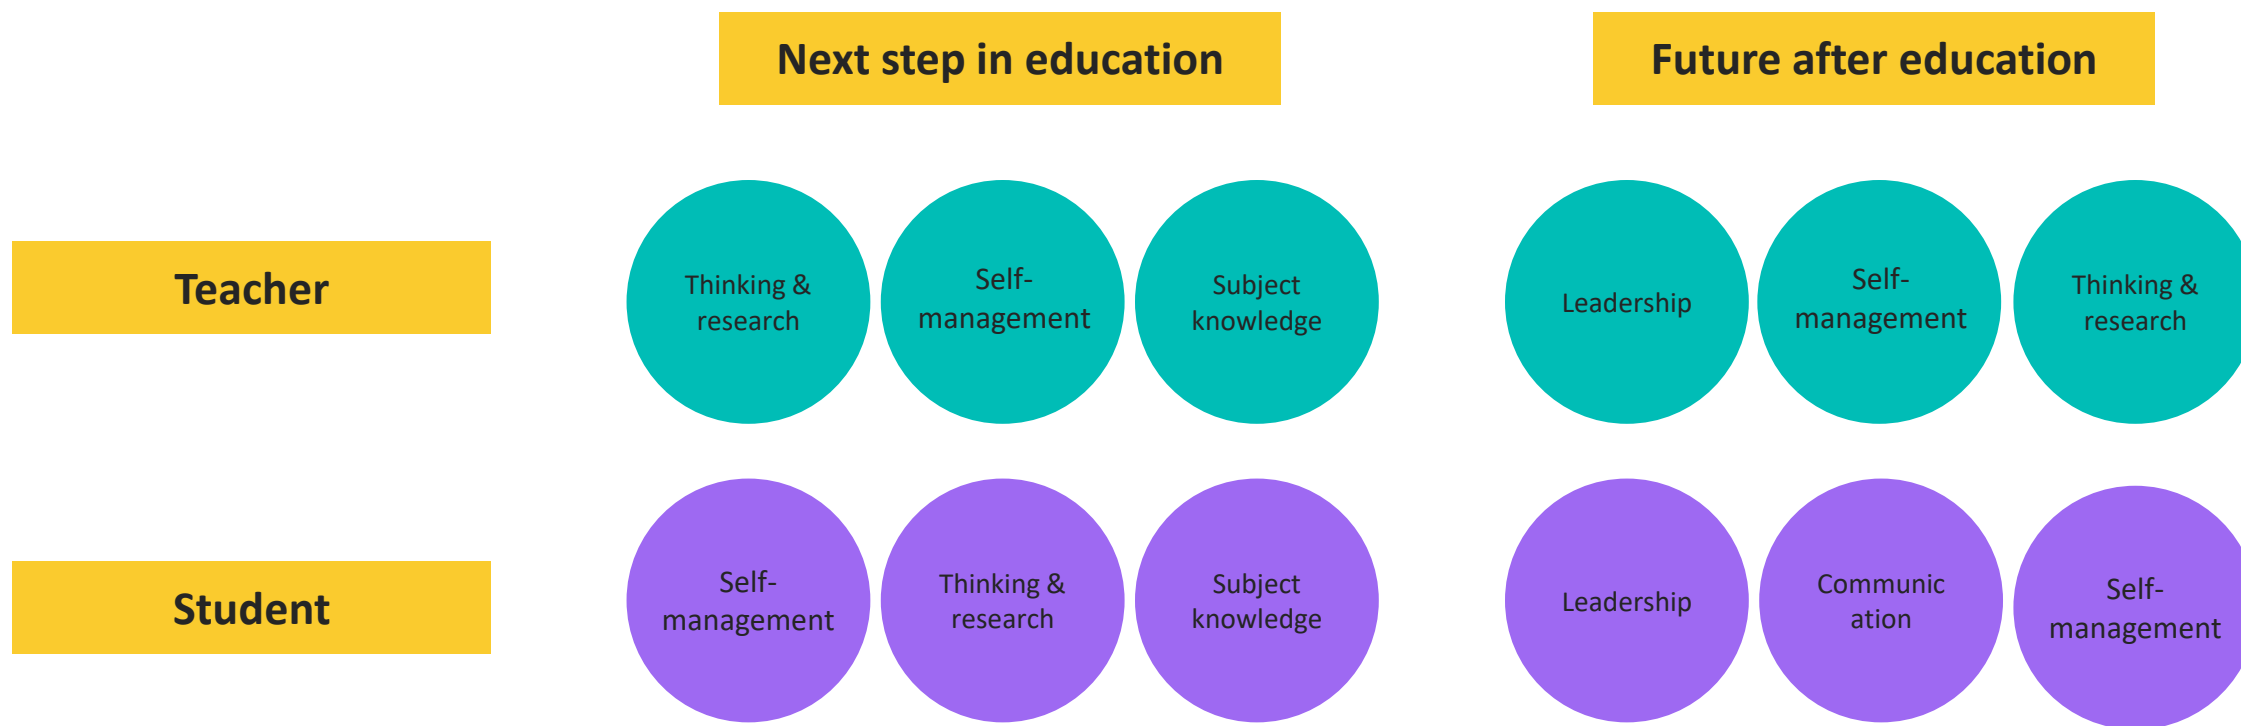 Next step in education
Future after education
Teacher
Thinking &
research
Self-
management
Subject
knowledge
Leadership
Self-
management
Thinking &
research
Student
Self-
management
Thinking &
research
Subject
knowledge
Leadership
Communic
ation
Self-
management